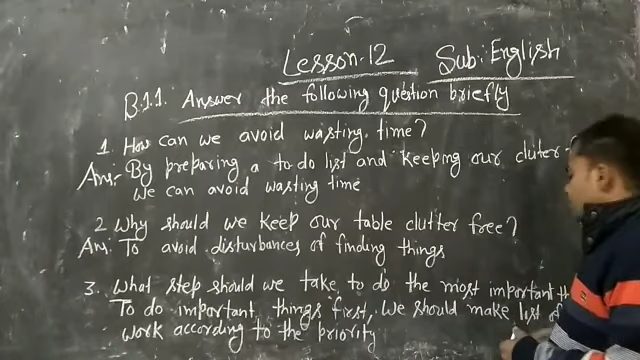 Lesson-12 Sub: English
B.1.1. Answer the following question briefly
1. How can we avoid wasting time?
Ans:- By preparing a to do list and keeping our clutter-
we can avoid wasting time
2 Why should we keep our table clutter free?
An: To avoid disturbances of finding things
3. What step should we take to do the most important th
To do important things first, we should make list of
work according to the priority